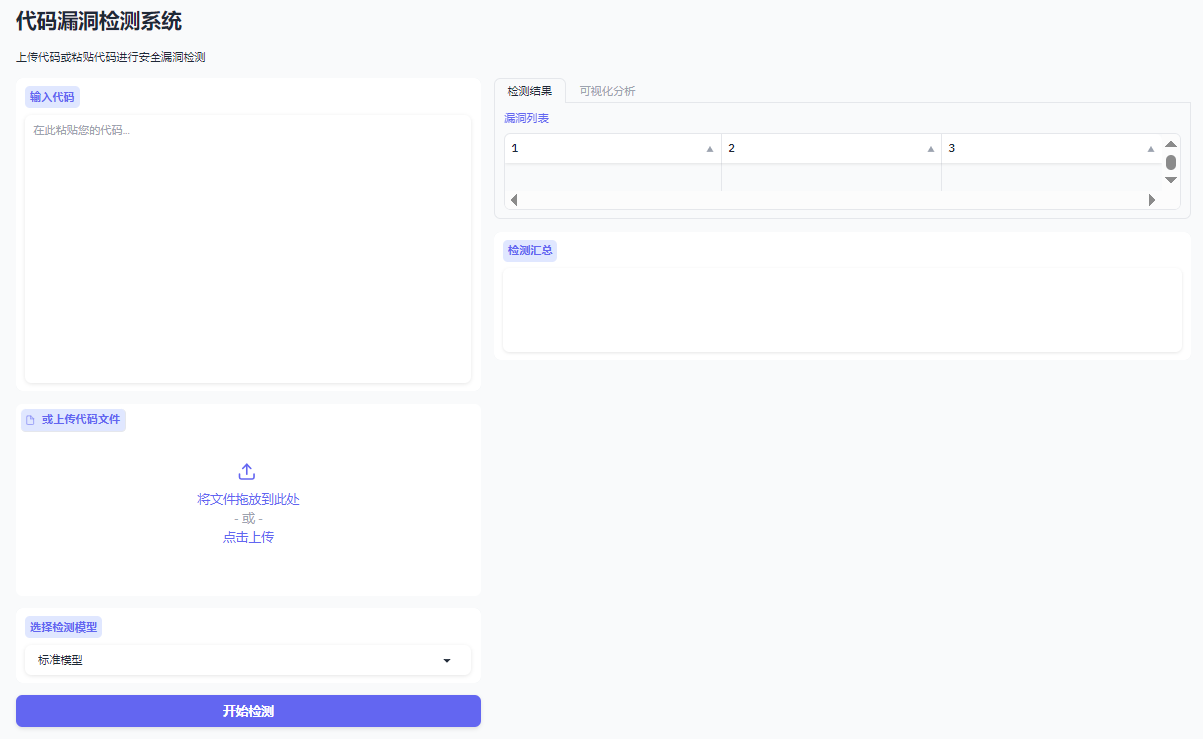 代码漏洞检测系统
上传代码或粘贴代码进行安全漏洞检测
输入代码
在此粘贴您的代码...
或上传代码文件
将文件拖放到此处
- 或 -
点击上传
选择检测模型
标准模型
开始检测
检测结果 可视化分析
漏洞列表
1 2 3
检测汇总